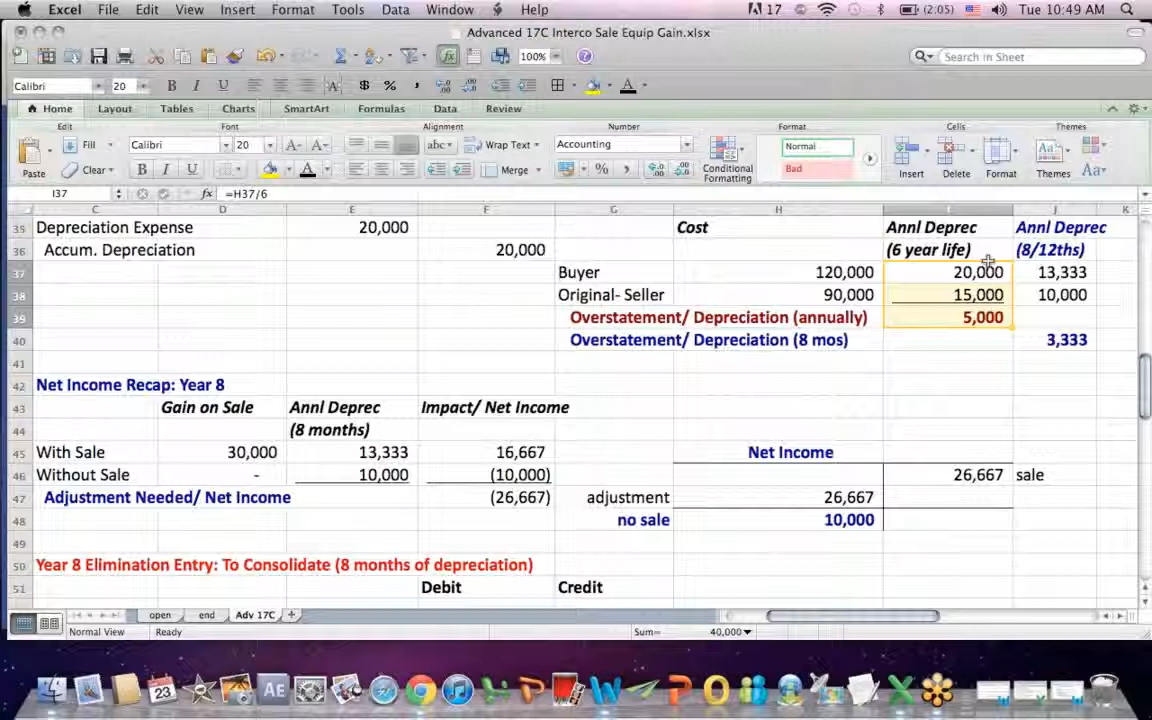 Excel File Edit View Insert Format Tools Data Window Help 17 (2:05) Tue 10:49 AM
Advanced 17C Interco Sale Equip Gain.xlsx
100% Search in Sheet
Calibri 20 B I U $ % A
Home Layout Tables Charts SmartArt Formulas Data Review
Edit Font Alignment Number Format Cells Themes
Paste Fill Clear Calibri 20 A A B I U A abc Wrap Text Merge Accounting % Conditional Formatting Normal Bad Insert Delete Format Themes Aa
I37 fx =H37/6
C D E F G H I J K
35 Depreciation Expense 20,000 Cost Annl Deprec Annl Deprec
36 Accum. Depreciation 20,000 (6 year life) (8/12ths)
37 Buyer 120,000 20,000 13,333
38 Original- Seller 90,000 15,000 10,000
39 Overstatement/ Depreciation (annually) 5,000
40 Overstatement/ Depreciation (8 mos) 3,333
41
42 Net Income Recap: Year 8
43 Gain on Sale Annl Deprec Impact/ Net Income
44 (8 months)
45 With Sale 30,000 13,333 16,667 Net Income
46 Without Sale - 10,000 (10,000) 26,667 sale
47 Adjustment Needed/ Net Income (26,667) adjustment 26,667
48 no sale 10,000
49
50 Year 8 Elimination Entry: To Consolidate (8 months of depreciation)
51 Debit Credit
open end Adv 17C
Normal View Ready Sum= 40,000
23 AE